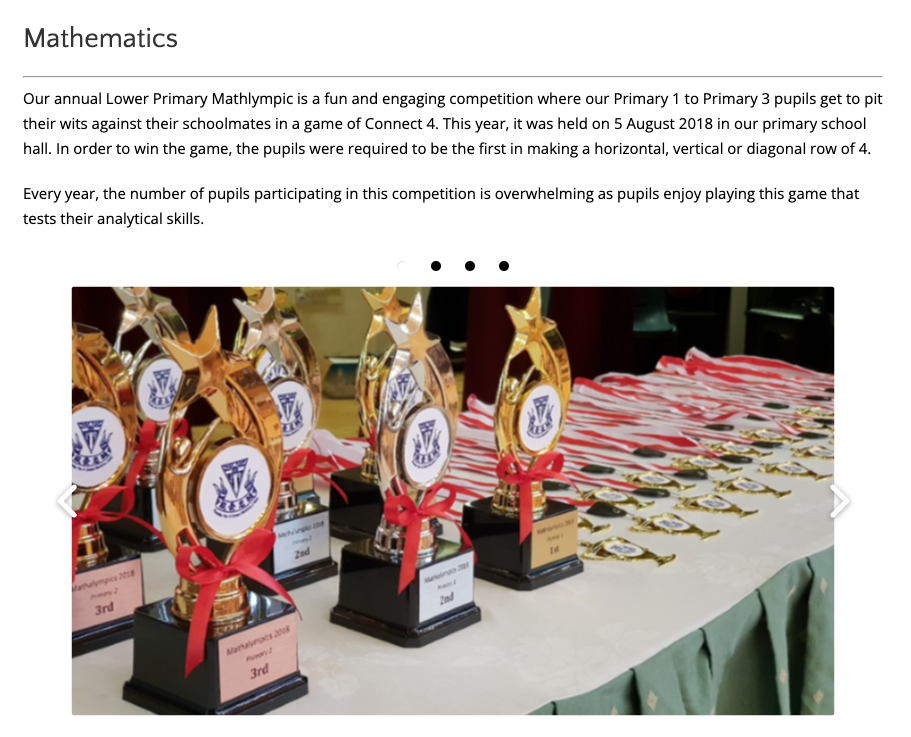 Mathematics
Our annual Lower Primary Mathlympic is a fun and engaging competition where our Primary 1 to Primary 3 pupils get to pit
their wits against their schoolmates in a game of Connect 4. This year, it was held on 5 August 2018 in our primary school
hall. In order to win the game, the pupils were required to be the first in making a horizontal, vertical or diagonal row of 4.
Every year, the number of pupils participating in this competition is overwhelming as pupils enjoy playing this game that
tests their analytical skills.
Mathalympics 2018
1st
Mathalympics 2018
2nd
Mathalympics 2018
2nd
Mathalympics 2018
Primary 2
3rd
Mathalympics 2018
Primary 2
3rd